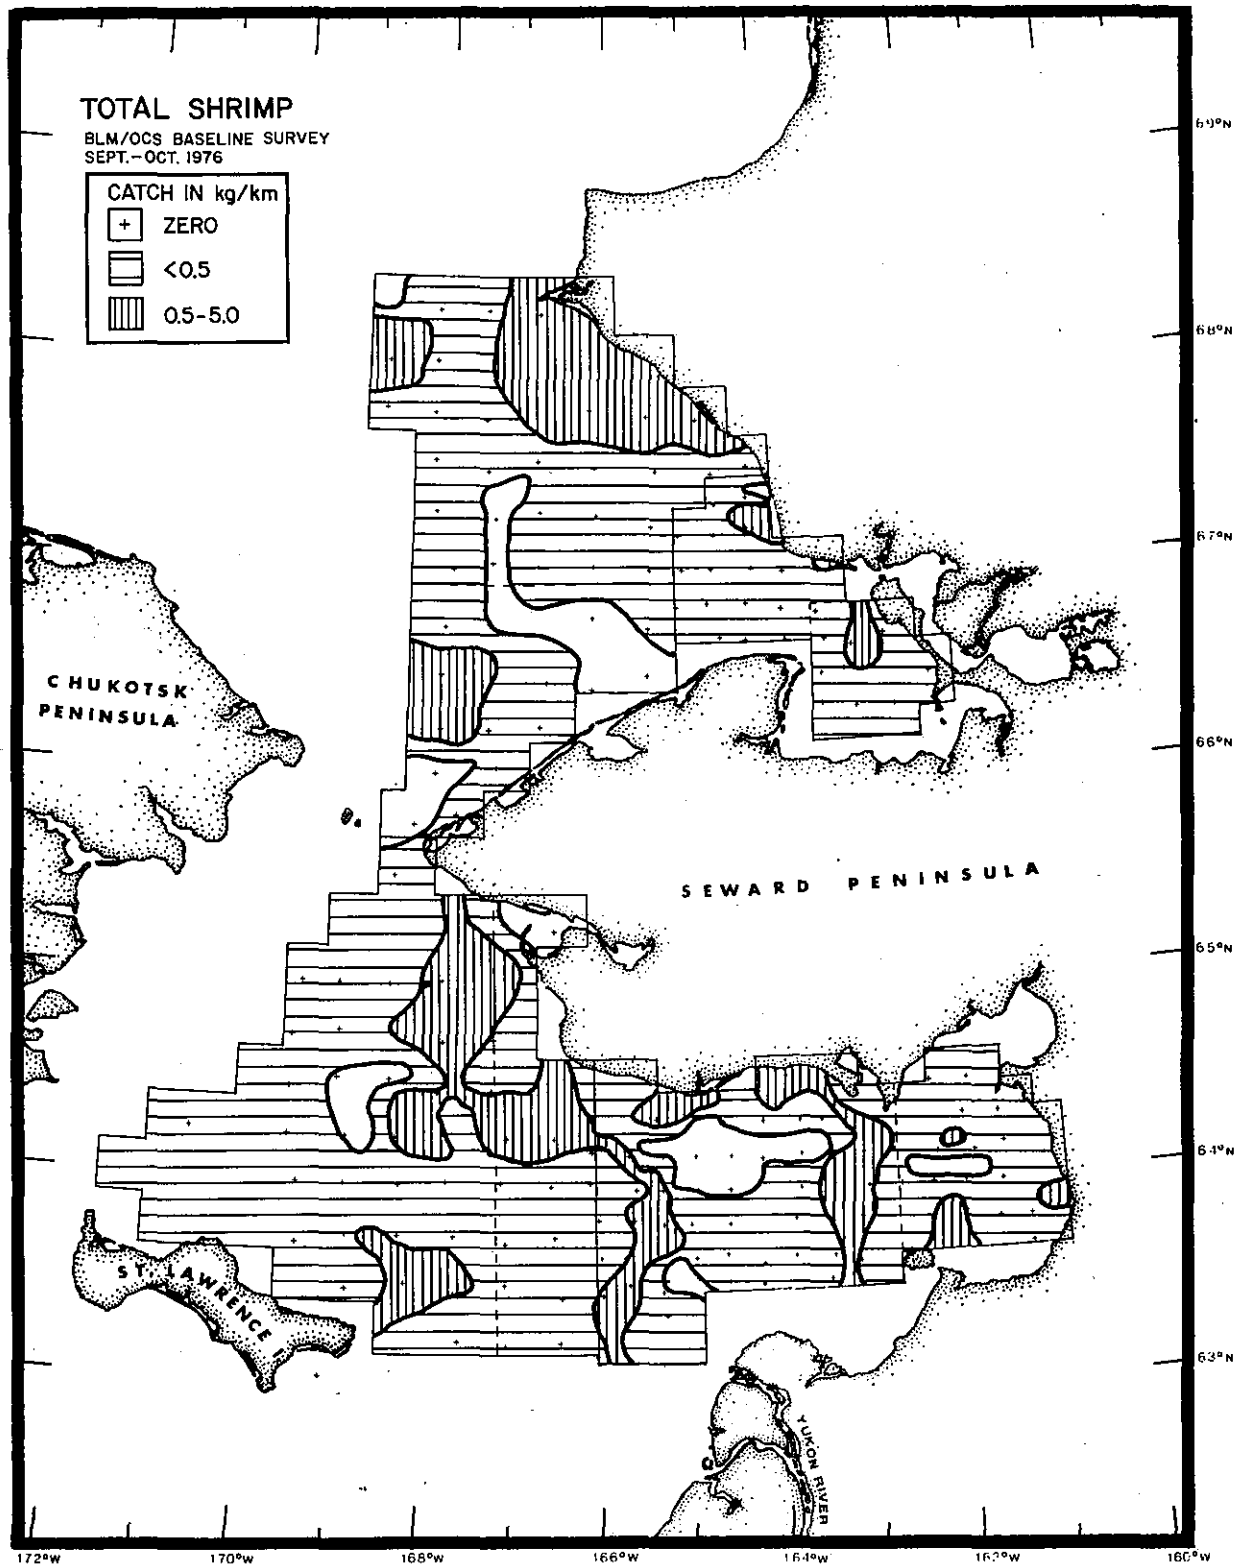 TOTAL SHRIMP
BLM/OCS BASELINE SURVEY
SEPT.-OCT. 1976
CATCH IN kg/km
+ ZERO
<0.5
0.5-5.0
69°N
68°N
67°N
CHUKOTSK
PENINSULA
66°N
SEWARD PENINSULA
65°N
64°N
ST. LAWRENCE I
63°N
YUKON RIVER
172°W 170°W 168°W 166°W 164°W 162°W 160°W